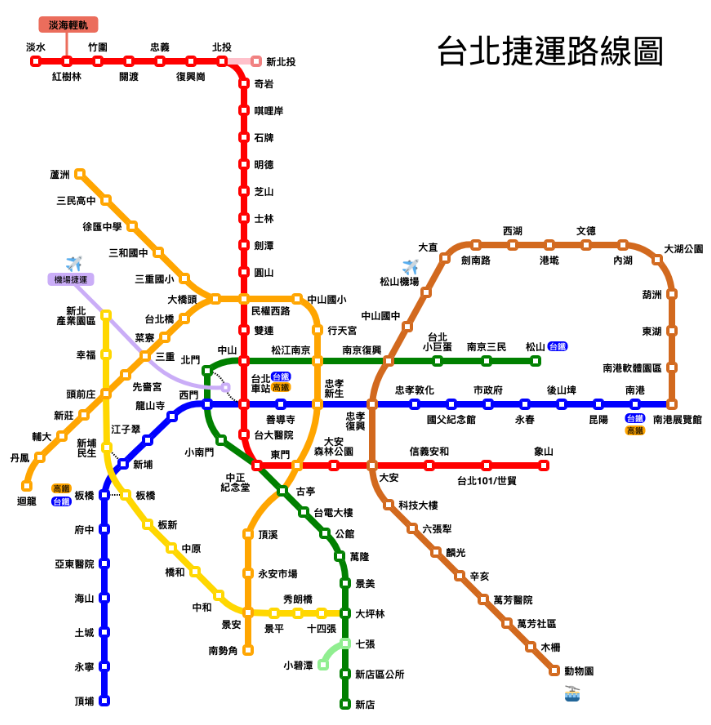 台北捷運路線圖
淡海輕軌
淡水
竹圍
忠義
北投
新北投
紅樹林
關渡
復興崗
奇岩
唭哩岸
石牌
明德
芝山
士林
劍潭
圓山
蘆洲
三民高中
徐匯中學
三和國中
三重國小
大橋頭
民權西路
中山國小
機場捷運
新北
產業園區
幸福
頭前庄
新莊
輔大
丹鳳
迴龍
台北橋
菜寮
三重
先嗇宮
雙連
行天宮
北門
中山
松江南京
南京復興
台北
小巨蛋
南京三民
松山
台鐵
台北
車站
台鐵
高鐵
忠孝
新生
西門
龍山寺
江子翠
新埔
新埔
民生
善導寺
忠孝
復興
忠孝敦化
國父紀念館
市政府
永春
後山埤
昆陽
南港
台鐵
高鐵
南港展覽館
大直
松山機場
中山國中
劍南路
西湖
港墘
文德
內湖
大湖公園
葫洲
東湖
南港軟體園區
小南門
台大醫院
中正
紀念堂
東門
大安
森林公園
信義安和
台北101/世貿
象山
大安
科技大樓
六張犁
麟光
辛亥
萬芳醫院
萬芳社區
木柵
動物園
古亭
台電大樓
公館
萬隆
景美
大坪林
七張
小碧潭
新店區公所
新店
頂溪
永安市場
景安
南勢角
高鐵
台鐵
板橋
板橋
府中
亞東醫院
海山
土城
永寧
頂埔
板新
中原
橋和
中和
秀朗橋
景平
十四張